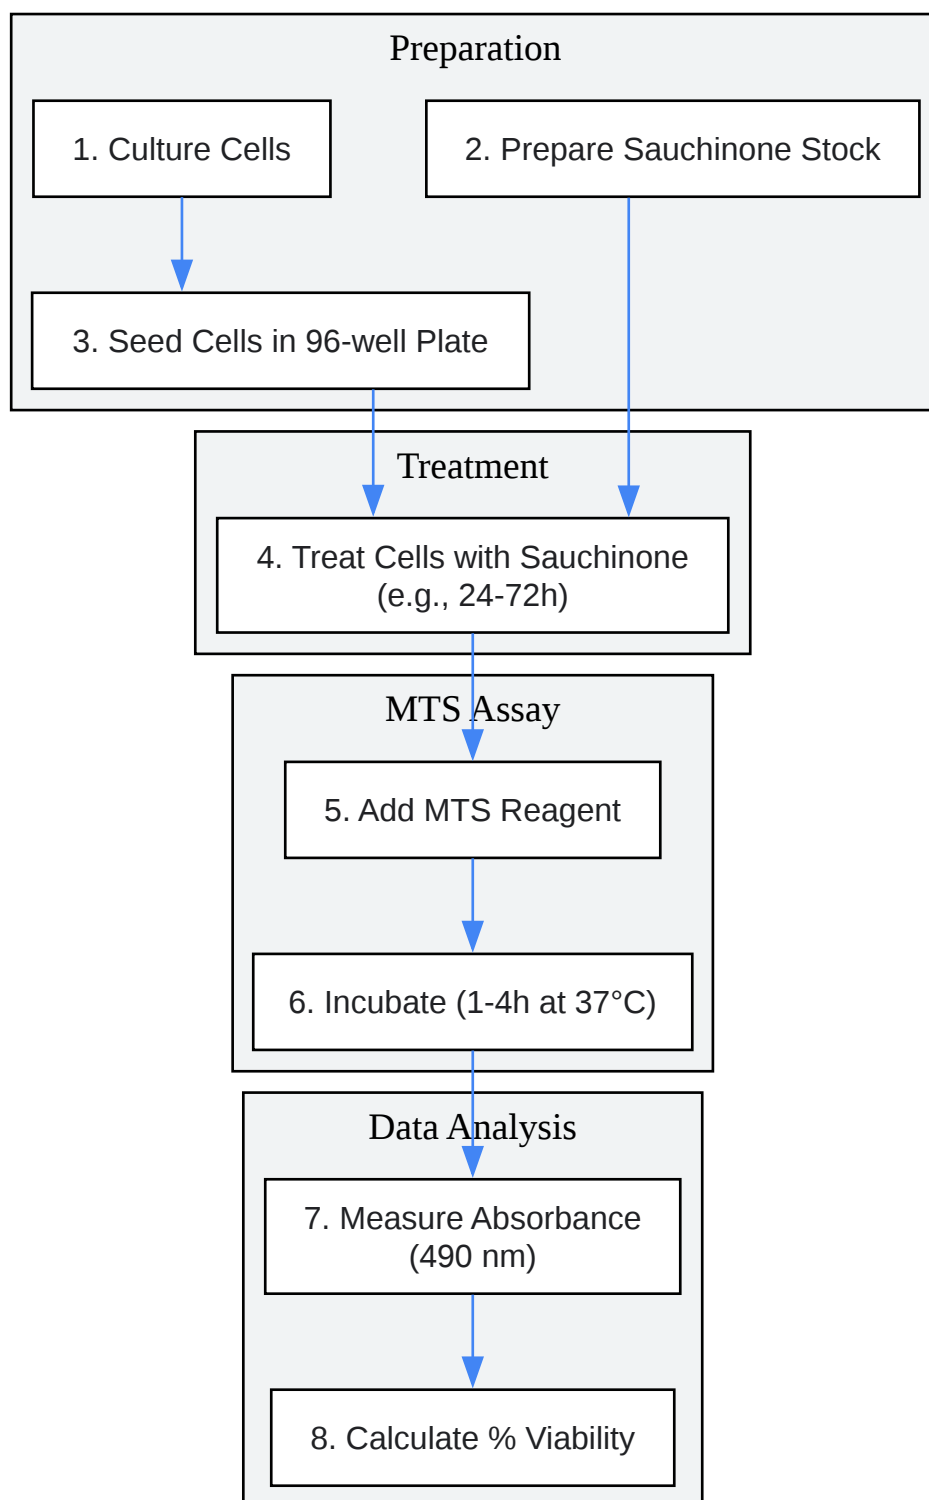 Preparation
1. Culture Cells
2. Prepare Sauchinone Stock
3. Seed Cells in 96-well Plate
Treatment
4. Treat Cells with Sauchinone
(e.g., 24-72h)
MTS Assay
5. Add MTS Reagent
6. Incubate (1-4h at 37°C)
Data Analysis
7. Measure Absorbance
(490 nm)
8. Calculate % Viability